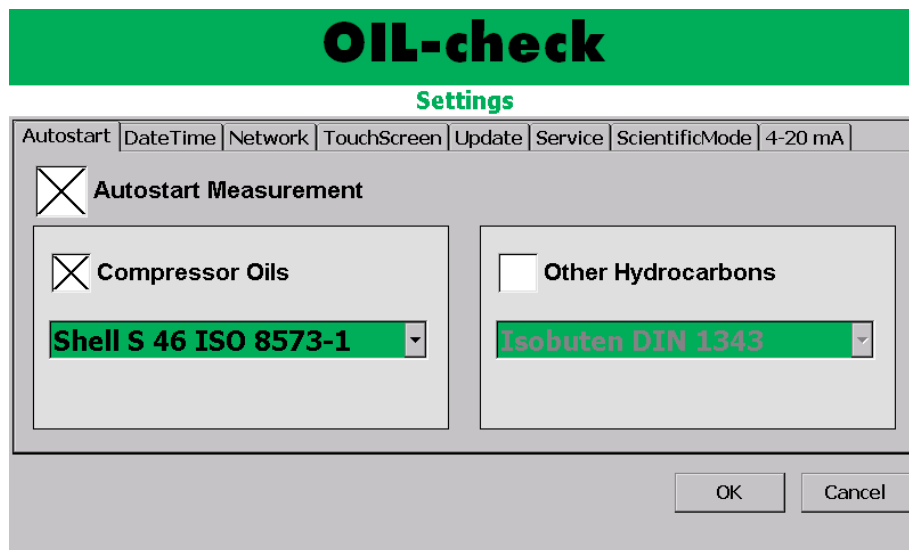 OIL-check
Settings
Autostart DateTime Network TouchScreen Update Service ScientificMode 4-20 mA
Autostart Measurement
Compressor Oils
Other Hydrocarbons
Shell S 46 ISO 8573-1
Isobuten DIN 1343
OK
Cancel